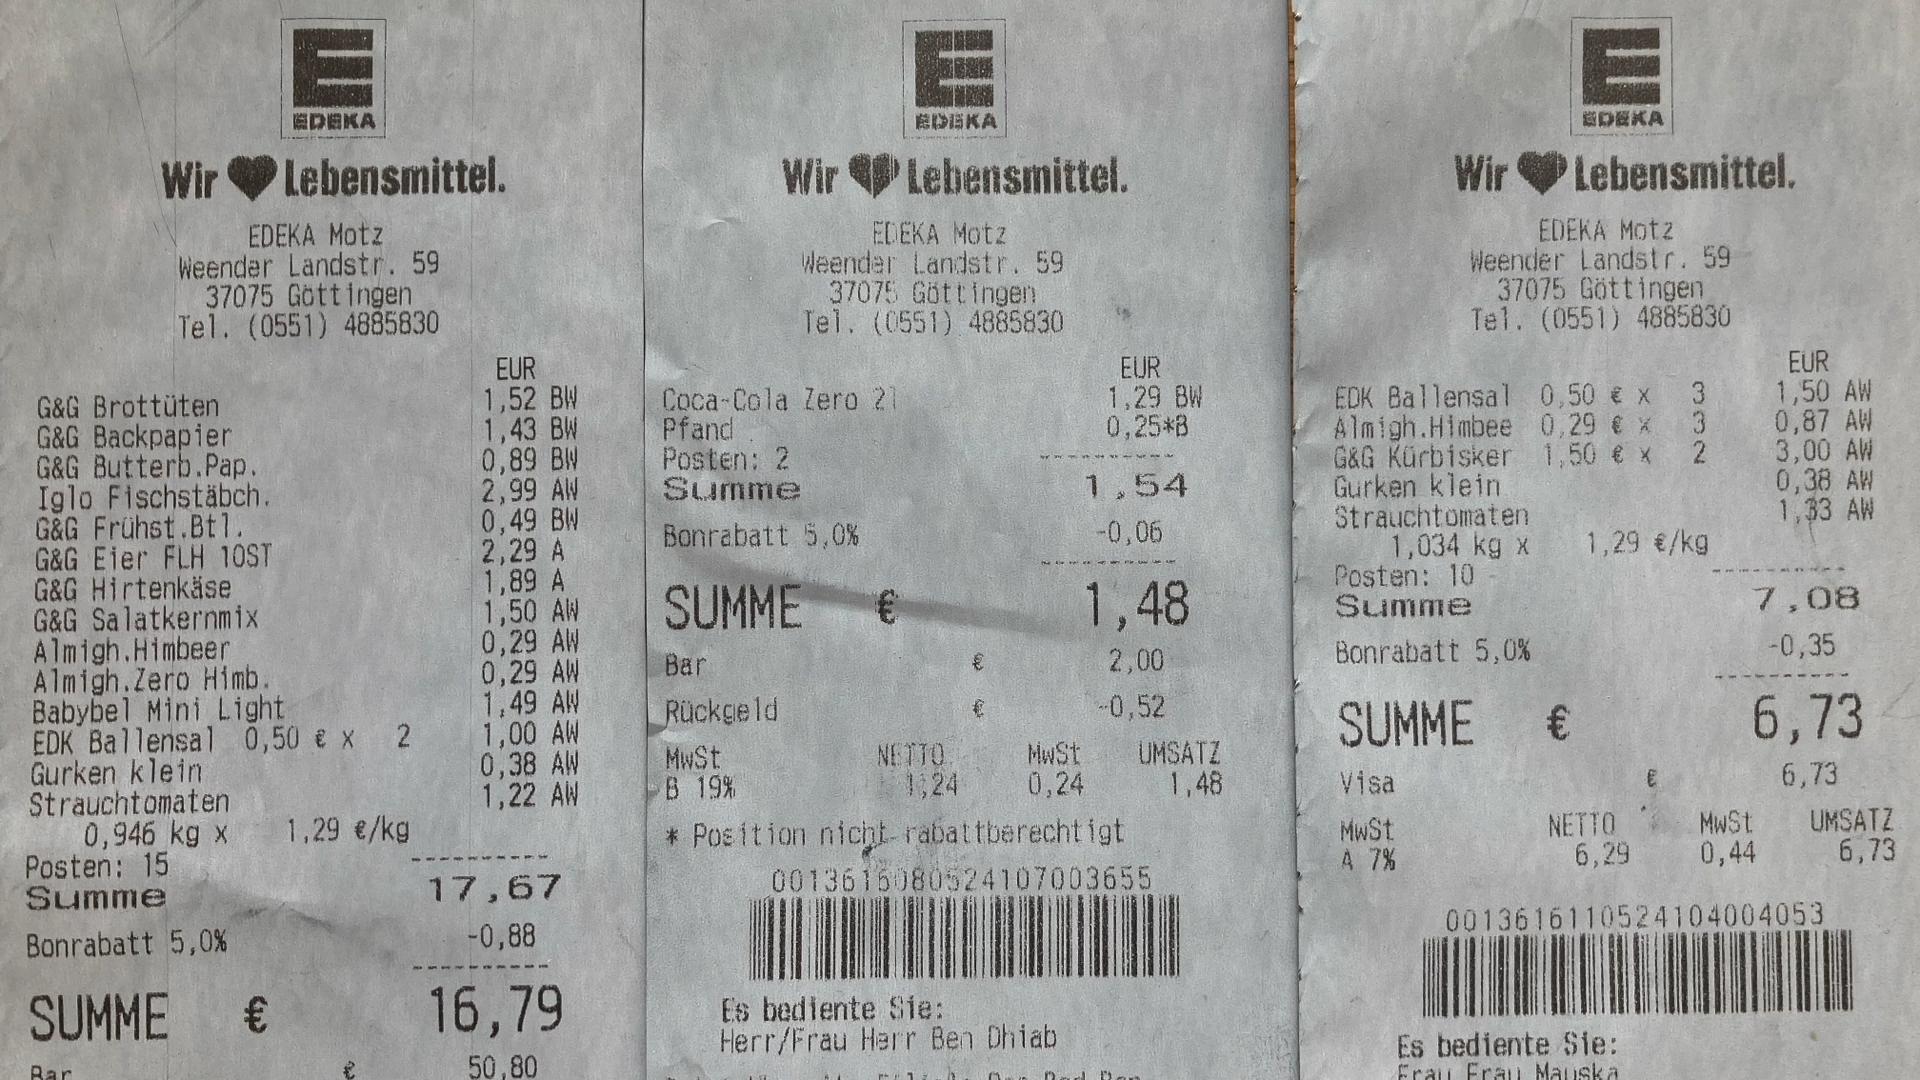 EDEKA
Wir Lebensmittel.
EDEKA Motz
Weender Landstr. 59
37075 Göttingen
Tel. (0551) 4885830
EUR
G&G Brottüten 1,52 BW
G&G Backpapier 1,43 BW
G&G Butterb.Pap. 0,89 BW
Iglo Fischstäbch. 2,99 AW
G&G Frühst.Btl. 0,49 BW
G&G Eier FLH 10ST 2,29 A
G&G Hirtenkäse 1,89 A
G&G Salatkernmix 1,50 AW
Almigh.Himbeer 0,29 AW
Almigh.Zero Himb. 0,29 AW
Babybel Mini Light 1,49 AW
EDK Ballensal 0,50 € x 2 1,00 AW
Gurken klein 0,38 AW
Strauchtomaten 1,22 AW
0,946 kg x 1,29 €/kg
Posten: 15
Summe 17,67
Bonrabatt 5,0% -0,88
SUMME € 16,79
Bar € 50,80
EDEKA
Wir Lebensmittel.
EDEKA Motz
Weender Landstr. 59
37075 Göttingen
Tel. (0551) 4885830
EUR
Coca-Cola Zero 2l 1,29 BW
Pfand 0,25*B
Posten: 2
Summe 1,54
Bonrabatt 5,0% -0,06
SUMME € 1,48
Bar € 2,00
Rückgeld € -0,52
MwSt NETTO MwSt UMSATZ
B 19% 1,24 0,24 1,48
* Position nicht rabattberechtigt
0013616080524107003655
Es bediente Sie:
Herr/Frau Herr Ben Dhiab
EDEKA
Wir Lebensmittel.
EDEKA Motz
Weender Landstr. 59
37075 Göttingen
Tel. (0551) 4885830
EUR
EDK Ballensal 0,50 € x 3 1,50 AW
Almigh.Himbee 0,29 € x 3 0,87 AW
G&G Kürbisker 1,50 € x 2 3,00 AW
Gurken klein 0,38 AW
Strauchtomaten 1,33 AW
1,034 kg x 1,29 €/kg
Posten: 10
Summe 7,08
Bonrabatt 5,0% -0,35
SUMME € 6,73
Visa € 6,73
MwSt NETTO MwSt UMSATZ
A 7% 6,29 0,44 6,73
0013616110524104004053
Es bediente Sie:
Frau Frau Mauska